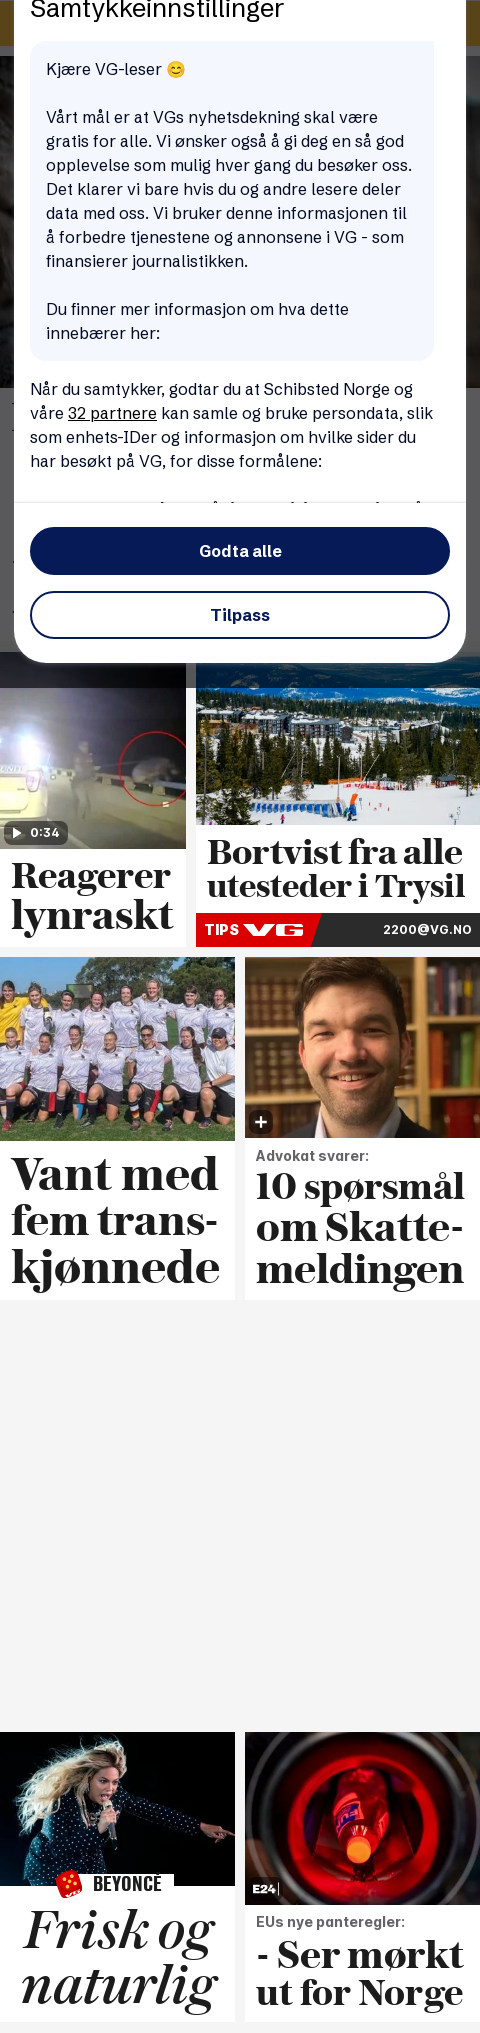 Samtykkeinnstillinger
Kjære VG-leser 😊
Vårt mål er at VGs nyhetsdekning skal være
gratis for alle. Vi ønsker også å gi deg en så god
opplevelse som mulig hver gang du besøker oss.
Det klarer vi bare hvis du og andre lesere deler
data med oss. Vi bruker denne informasjonen til
å forbedre tjenestene og annonsene i VG - som
finansierer journalistikken.
Du finner mer informasjon om hva dette
innebærer her:
Når du samtykker, godtar du at Schibsted Norge og
våre 32 partnere kan samle og bruke persondata, slik
som enhets-IDer og informasjon om hvilke sider du
har besøkt på VG, for disse formålene:
Godta alle
Tilpass
0:34
Reagerer
lynraskt
Bortvist fra alle
utesteder i Trysil
TIPS VG 2200@VG.NO
Vant med
fem trans-
kjønnede
Advokat svarer:
10 spørsmål
om Skatte-
meldingen
BEYONCÉ
Frisk og
naturlig
E24
EUs nye panteregler:
- Ser mørkt
ut for Norge